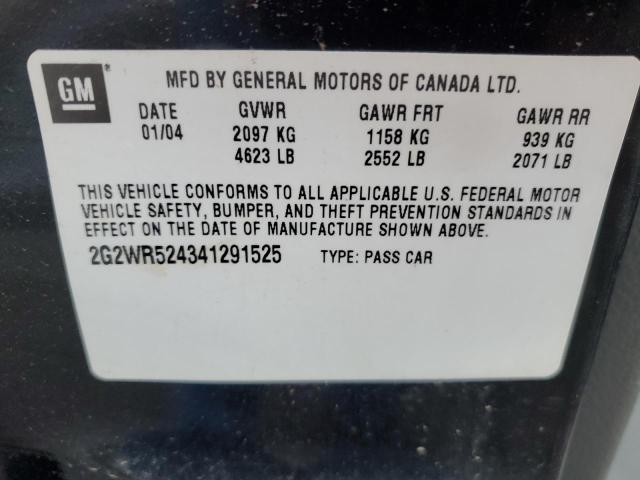 GM
MFD BY GENERAL MOTORS OF CANADA LTD.
DATE GVWR GAWR FRT GAWR RR
01/04 2097 KG 1158 KG 939 KG
4623 LB 2552 LB 2071 LB
THIS VEHICLE CONFORMS TO ALL APPLICABLE U.S. FEDERAL MOTOR
VEHICLE SAFETY, BUMPER, AND THEFT PREVENTION STANDARDS IN
EFFECT ON THE DATE OF MANUFACTURE SHOWN ABOVE.
2G2WR524341291525 TYPE: PASS CAR